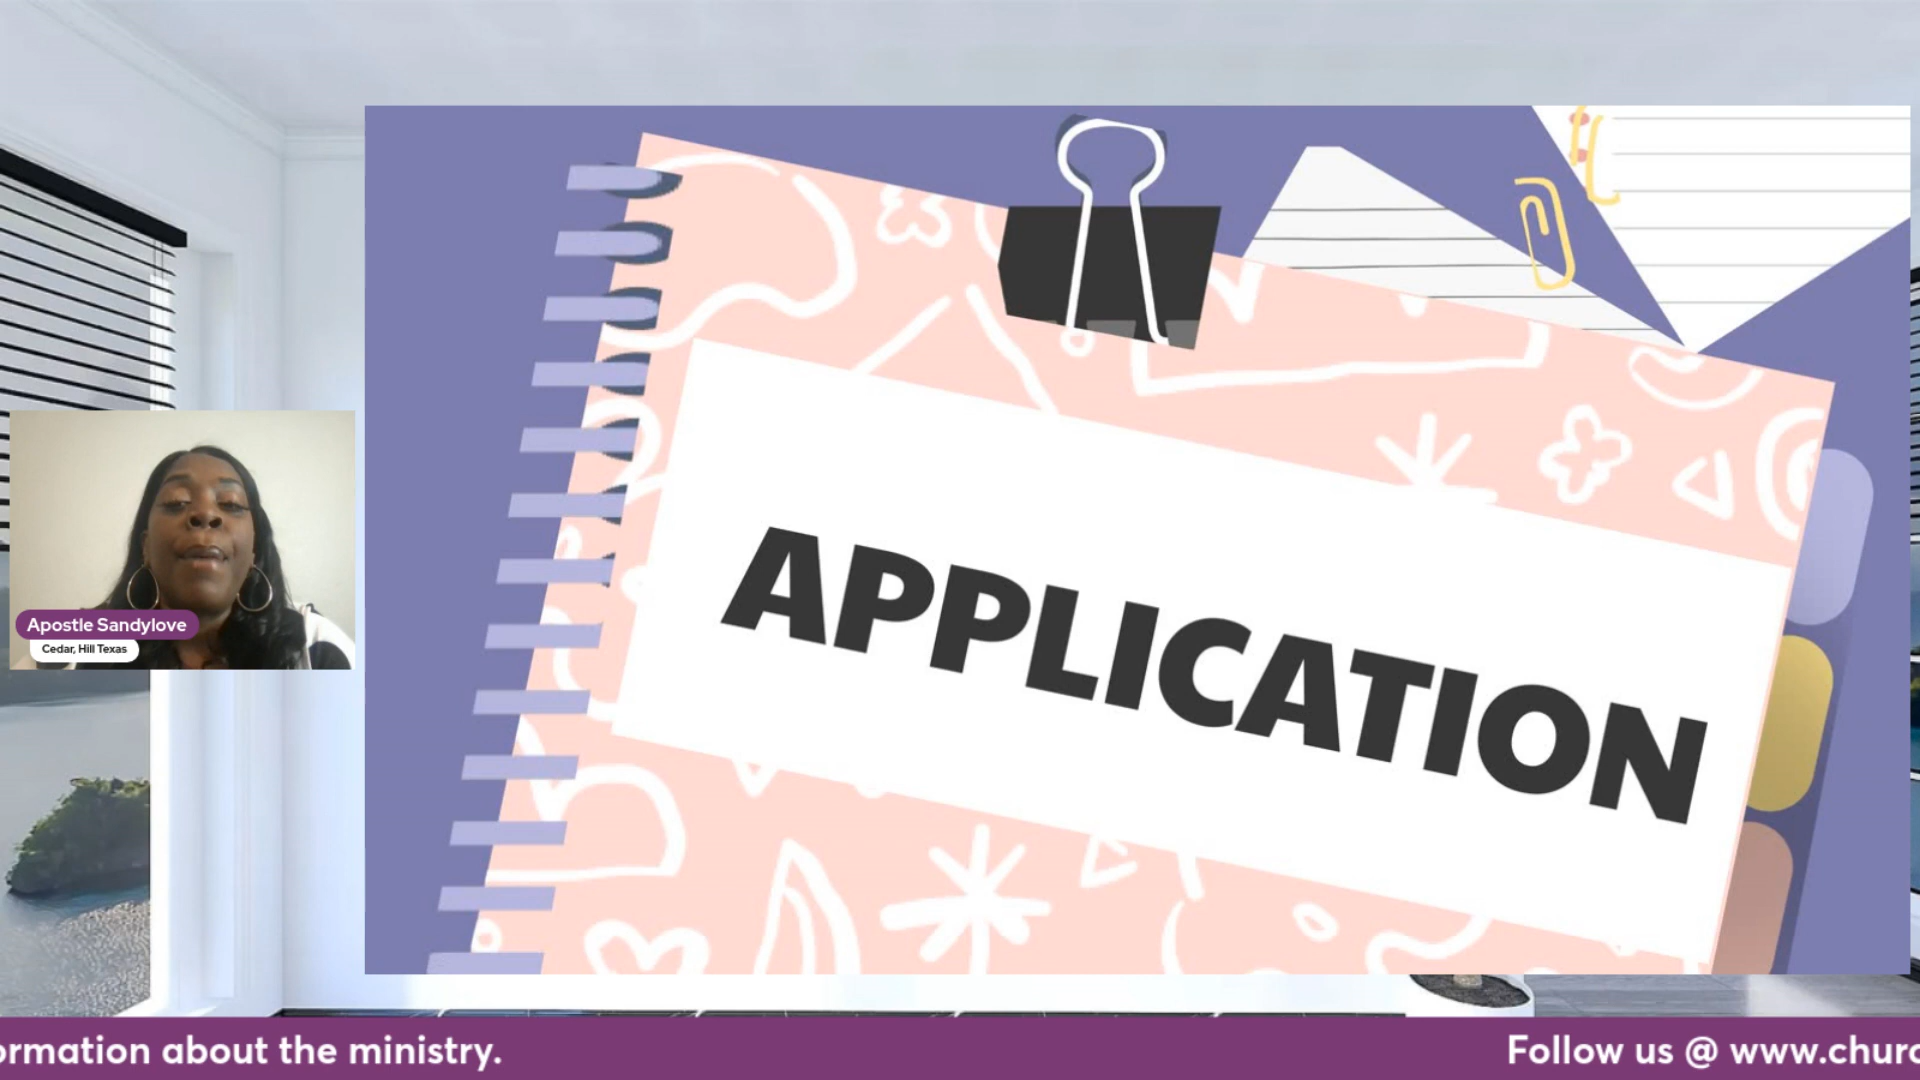 APPLICATION
Apostle Sandylove
Cedar, Hill Texas
ormation about the ministry.
Follow us @ www.churc